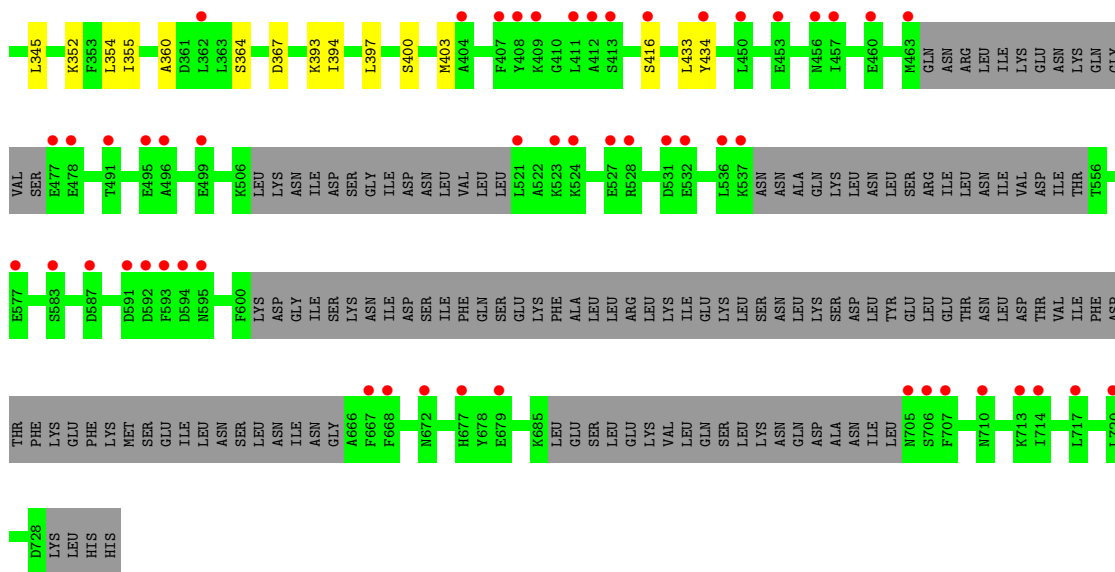 L345 K352 F353 L354 I355 A360 D361 L362 L363 S364 D367 K393 I394 L397 S400 M403 A404 F407 Y408 K409 G410 L411 A412 S413 S416 L433 Y434 L450 E453 N456 I457 E460 M463 GLN ASN ARG LEU ILE LYS GLU ASN LYS GLN GLY
VAL SER E477 E478 T491 E495 A496 E499 K506 LEU LYS ASN ILE ASP SER GLY ILE ASP ASN LEU VAL LEU LEU L521 A522 K523 K524 E527 R528 D531 E532 L536 K537 ASN ASN ALA GLN LYS LEU ASN LEU SER ARG ILE LEU ASN ILE VAL ASP ILE THR T556
E577 S583 D587 D591 D592 F593 D594 N595 F600 LYS ASP GLY ILE SER LYS ASN ILE ASP SER ILE PHE GLN SER GLU LYS PHE ALA LEU LEU ARG LEU LYS ILE GLU LYS LEU SER ASN LEU LYS SER ASP LEU TYR GLU LEU GLU THR ASN LEU ASP THR VAL ILE PHE ASP
THR PHE LYS GLU PHE LYS MET SER GLU ILE LEU ASN SER LEU ASN ILE ASN GLY A666 F667 F668 N672 H677 Y678 E679 K685 LEU GLU SER LEU GLU LYS VAL LEU GLN SER LEU LYS ASN GLN ASP ALA ASN ILE LEU N705 S706 F707 N710 K713 I714 L717
D728 LYS LEU HIS HIS